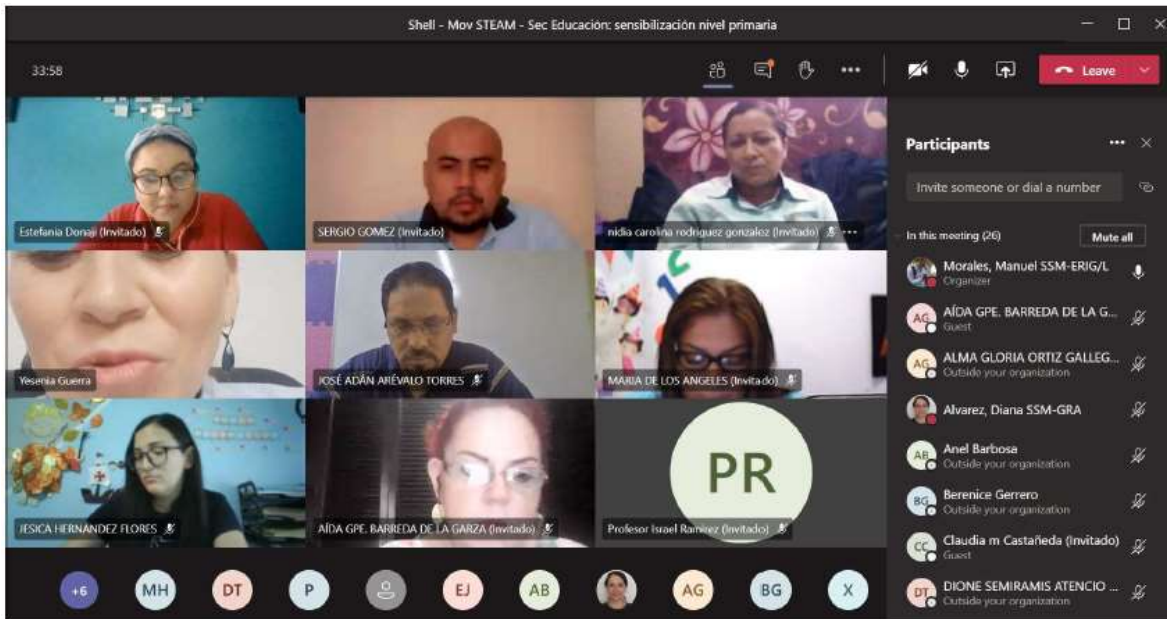 Shell - Mov STEAM - Sec Educación: sensibilización nivel primaria
33:58
Leave
Estefania Donaji (Invitado)
SERGIO GOMEZ (Invitado)
nidia carolina rodriguez gonzalez (Invitado)
Yesenia Guerra
JOSÉ ADÁN ARÉVALO TORRES
MARIA DE LOS ANGELES (Invitado)
JESICA HERNÁNDEZ FLORES
AÍDA GPE. BARREDA DE LA GARZA (Invitado)
PR
Profesor Israel Ramirez (Invitado)
+6
MH
DT
P
EJ
AB
AG
BG
X
Participants
Invite someone or dial a number
In this meeting (26)
Mute all
Morales, Manuel SSM-ERIG/L
Organizer
AG
AÍDA GPE. BARREDA DE LA G...
Guest
AG
ALMA GLORIA ORTIZ GALLEG...
Outside your organization
Alvarez, Diana SSM-GRA
AB
Anel Barbosa
Outside your organization
BG
Berenice Gerrero
Outside your organization
CC
Claudia m Castañeda (Invitado)
Guest
DT
DIONE SEMIRAMIS ATENCIO ...
Outside your organization